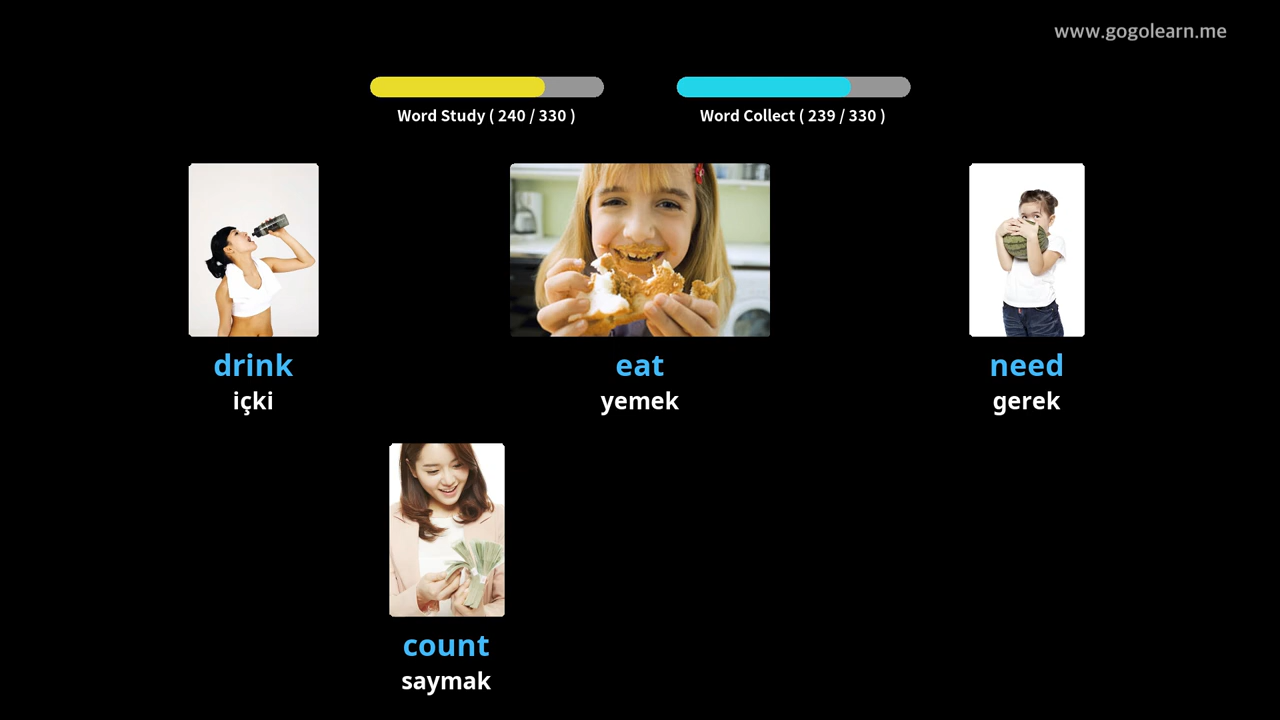 www.gogolearn.me
Word Study ( 240 / 330 )
Word Collect ( 239 / 330 )
drink
içki
eat
yemek
need
gerek
count
saymak